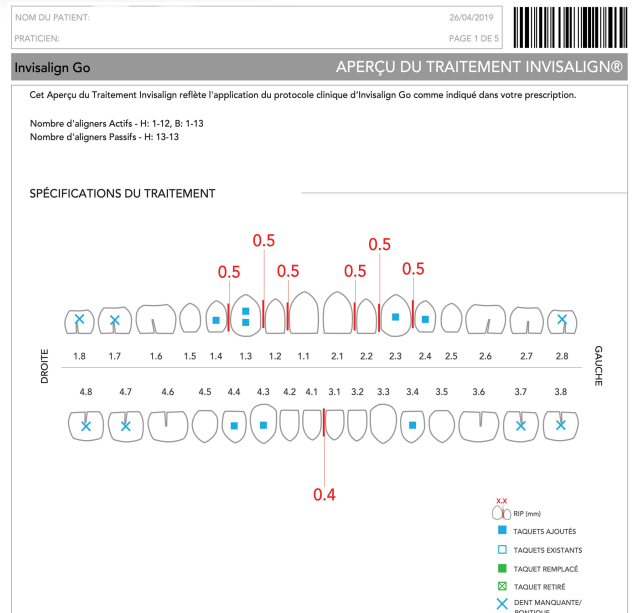 NOM DU PATIENT:
26/04/2019
PRATICIEN:
PAGE 1 DE 5
Invisalign Go
APERÇU DU TRAITEMENT INVISALIGN®
Cet Aperçu du Traitement Invisalign reflète l'application du protocole clinique d'Invisalign Go comme indiqué dans votre prescription.
Nombre d'aligners Actifs - H: 1-12, B: 1-13
Nombre d'aligners Passifs - H: 13-13
SPÉCIFICATIONS DU TRAITEMENT
0.5 0.5
0.5 0.5 0.5 0.5
DROITE
1.8 1.7 1.6 1.5 1.4 1.3 1.2 1.1 2.1 2.2 2.3 2.4 2.5 2.6 2.7 2.8
GAUCHE
4.8 4.7 4.6 4.5 4.4 4.3 4.2 4.1 3.1 3.2 3.3 3.4 3.5 3.6 3.7 3.8
0.4
X.X
RIP (mm)
TAQUETS AJOUTÉS
TAQUETS EXISTANTS
TAQUET REMPLACÉ
TAQUET RETIRÉ
DENT MANQUANTE/
PONTIQUE